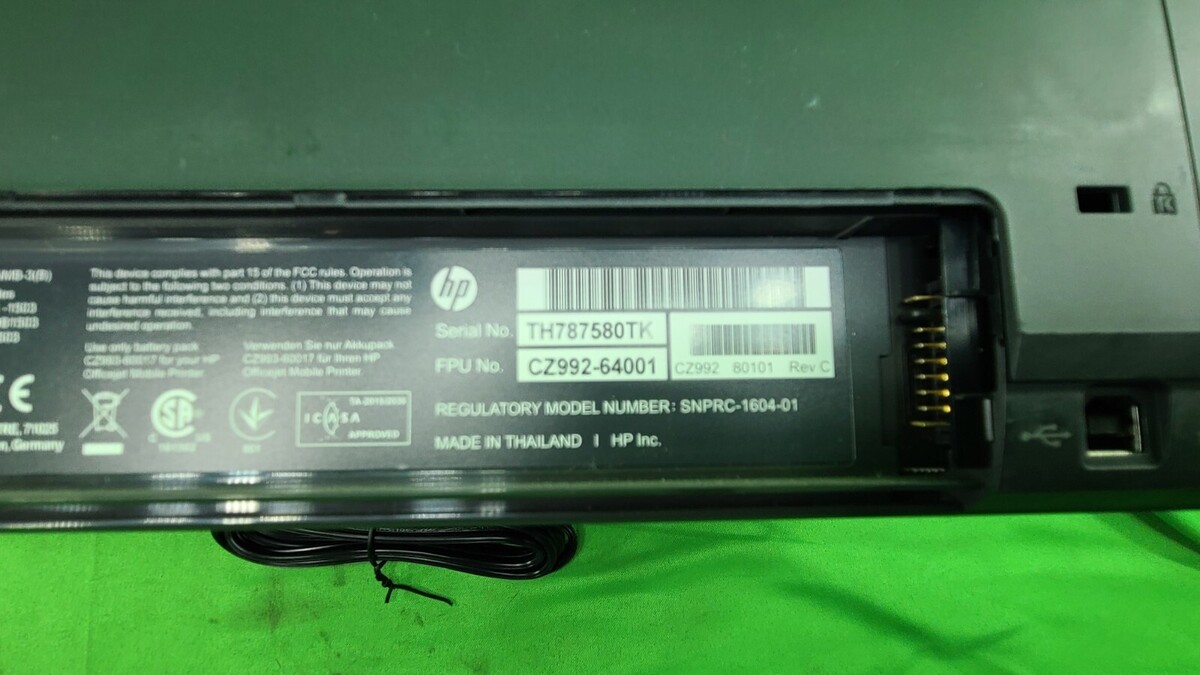 This device complies with part 15 of the FCC rules. Operation is
subject to the following two conditions. (1) This device may not
cause harmful interference and (2) this device must accept any
interference received, including interference that may cause
undesired operation.
Use only battery pack
CZ993-60017 for your HP
Officejet Mobile Printer.
Verwenden Sie nur Akkupack
CZ993-60017 für Ihren HP
Officejet Mobile Printer.
CE
ICASA
APPROVED
hp
Serial No. TH787580TK
FPU No. CZ992-64001
CZ992 80101 Rev C
REGULATORY MODEL NUMBER: SNPRC-1604-01
MADE IN THAILAND I HP Inc.